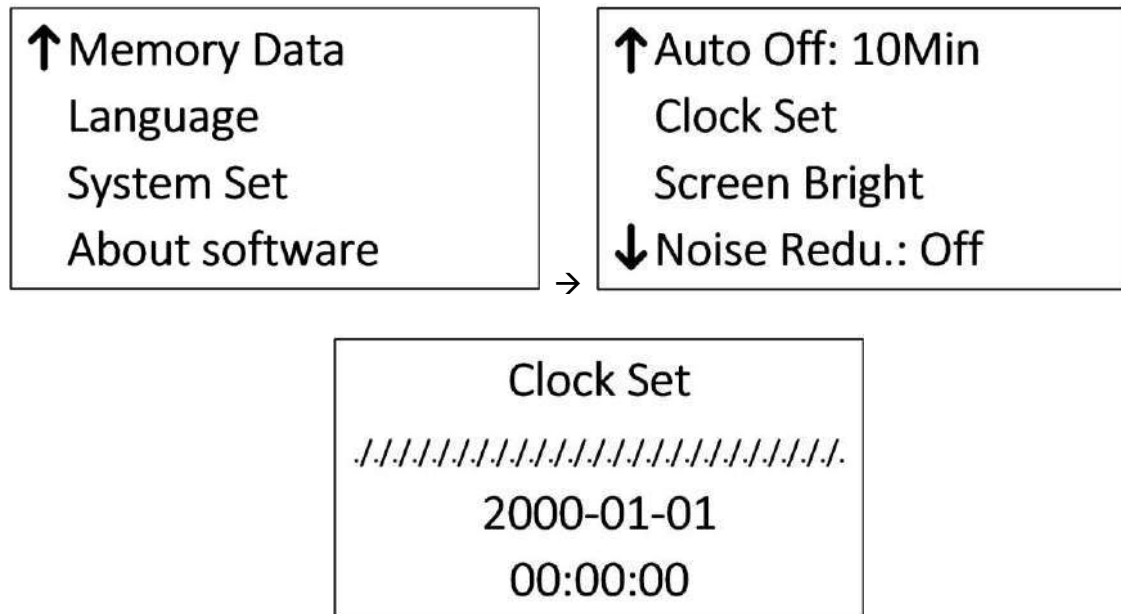 ↑Memory Data
Language
System Set
About software
→
↑Auto Off: 10Min
Clock Set
Screen Bright
↓Noise Redu.: Off
Clock Set
./././././././././././././././././././././././././.
2000-01-01
00:00:00